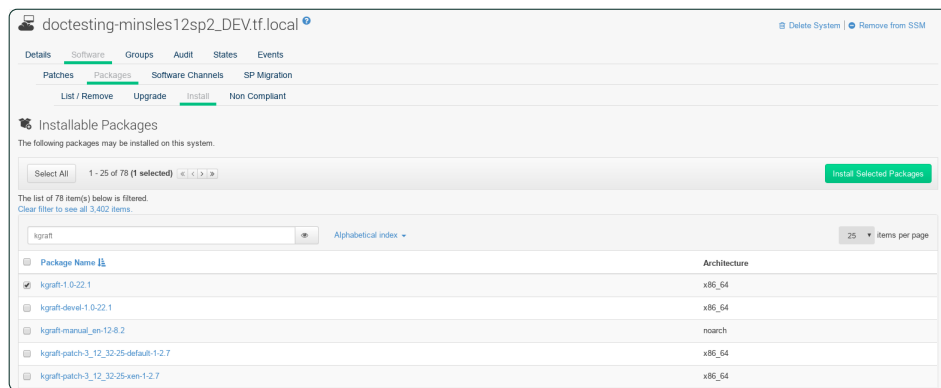 doctesting-minsles12sp2_DEV.tf.local ?
Delete System | Remove from SSM
Details Software Groups Audit States Events
Patches Packages Software Channels SP Migration
List / Remove Upgrade Install Non Compliant
Installable Packages
The following packages may be installed on this system.
Select All 1 - 25 of 78 (1 selected) « < > » Install Selected Packages
The list of 78 item(s) below is filtered.
Clear filter to see all 3,402 items.
kgraft Alphabetical index 25 items per page
Package Name Architecture
kgraft-1.0-22.1 x86_64
kgraft-devel-1.0-22.1 x86_64
kgraft-manual_en-12-8.2 noarch
kgraft-patch-3_12_32-25-default-1-2.7 x86_64
kgraft-patch-3_12_32-25-xen-1-2.7 x86_64